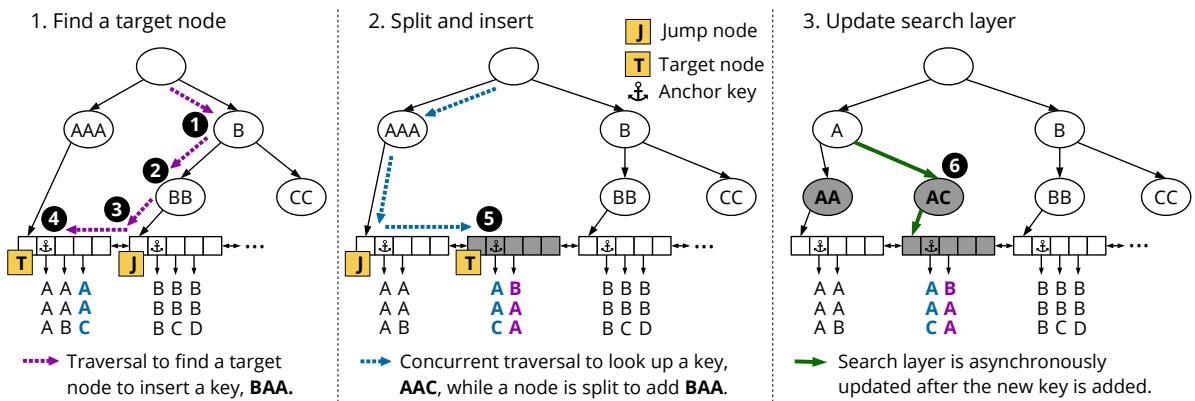 1. Find a target node
AAA
B
1
2
BB
CC
3
4
T
J
...
A A A
A A A
A B C
B B B
B B B
B C D
Traversal to find a target
node to insert a key, BAA.
2. Split and insert
J Jump node
T Target node
Anchor key
AAA
B
BB
CC
5
J
T
...
A A
A A
A B
A B
A A
C A
B B B
B B B
B C D
Concurrent traversal to look up a key,
AAC, while a node is split to add BAA.
3. Update search layer
A
B
6
AA
AC
BB
CC
...
A A
A A
A B
A B
A A
C A
B B B
B B B
B C D
Search layer is asynchronously
updated after the new key is added.